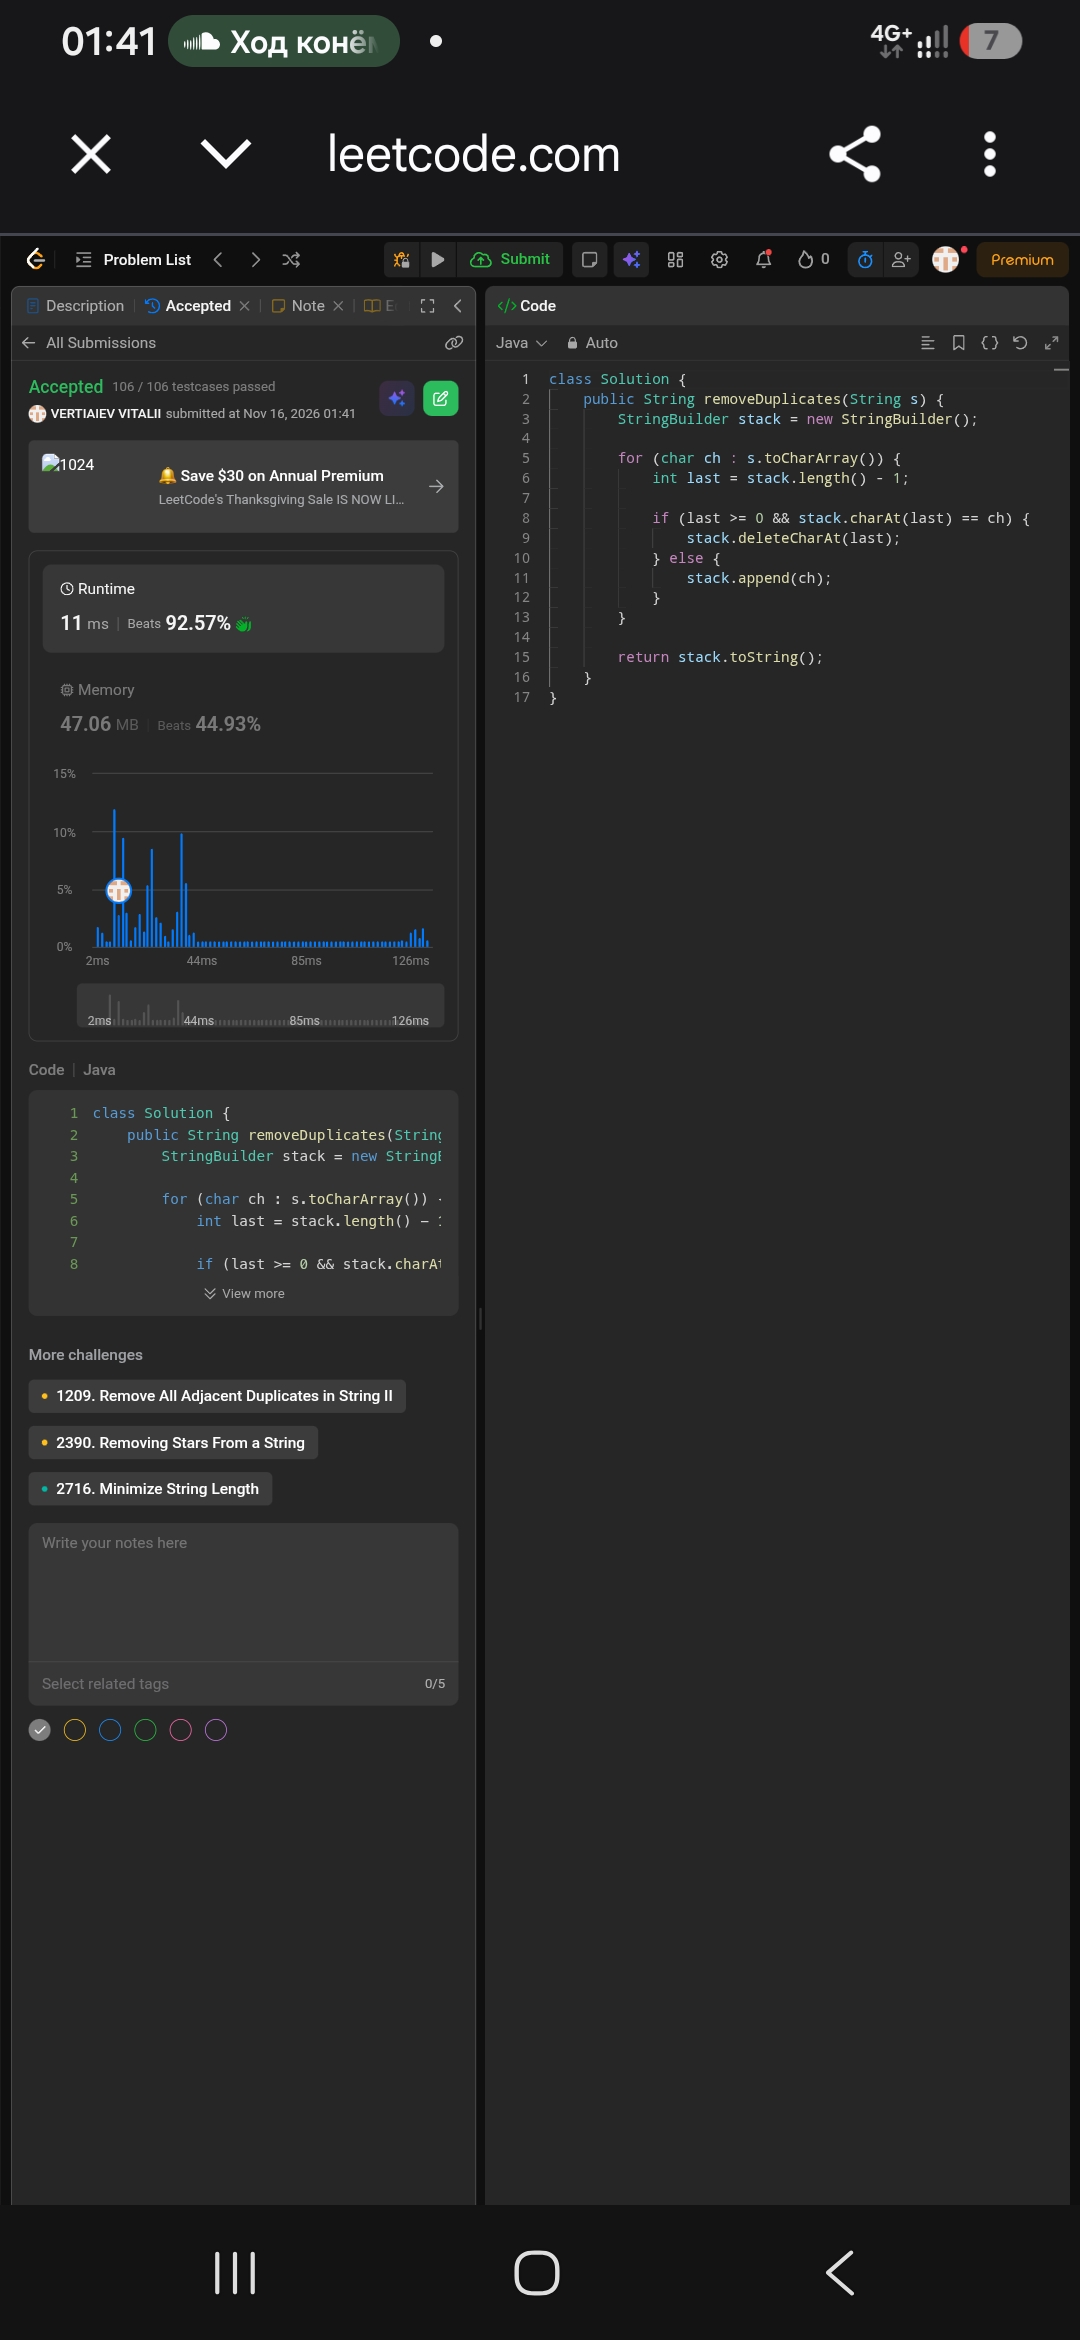 01:41
Ход конём
4G+
7
leetcode.com
Problem List
Submit
0
Premium
Description
Accepted
Note
All Submissions
Accepted 106 / 106 testcases passed
VERTIAIEV VITALII submitted at Nov 16, 2026 01:41
1024
🔔 Save $30 on Annual Premium
LeetCode's Thanksgiving Sale IS NOW LI...
Runtime
11 ms | Beats 92.57%
Memory
47.06 MB | Beats 44.93%
15%
10%
5%
0%
2ms 44ms 85ms 126ms
2ms 44ms 85ms 126ms
Code | Java
1 class Solution {
2     public String removeDuplicates(String
3         StringBuilder stack = new StringB
4
5         for (char ch : s.toCharArray())
6             int last = stack.length() - 1
7
8             if (last >= 0 && stack.charAt
View more
More challenges
1209. Remove All Adjacent Duplicates in String II
2390. Removing Stars From a String
2716. Minimize String Length
Write your notes here
Select related tags
0/5
</> Code
Java
Auto
1 class Solution {
2     public String removeDuplicates(String s) {
3         StringBuilder stack = new StringBuilder();
4
5         for (char ch : s.toCharArray()) {
6             int last = stack.length() - 1;
7
8             if (last >= 0 && stack.charAt(last) == ch) {
9                 stack.deleteCharAt(last);
10             } else {
11                 stack.append(ch);
12             }
13         }
14
15         return stack.toString();
16     }
17 }